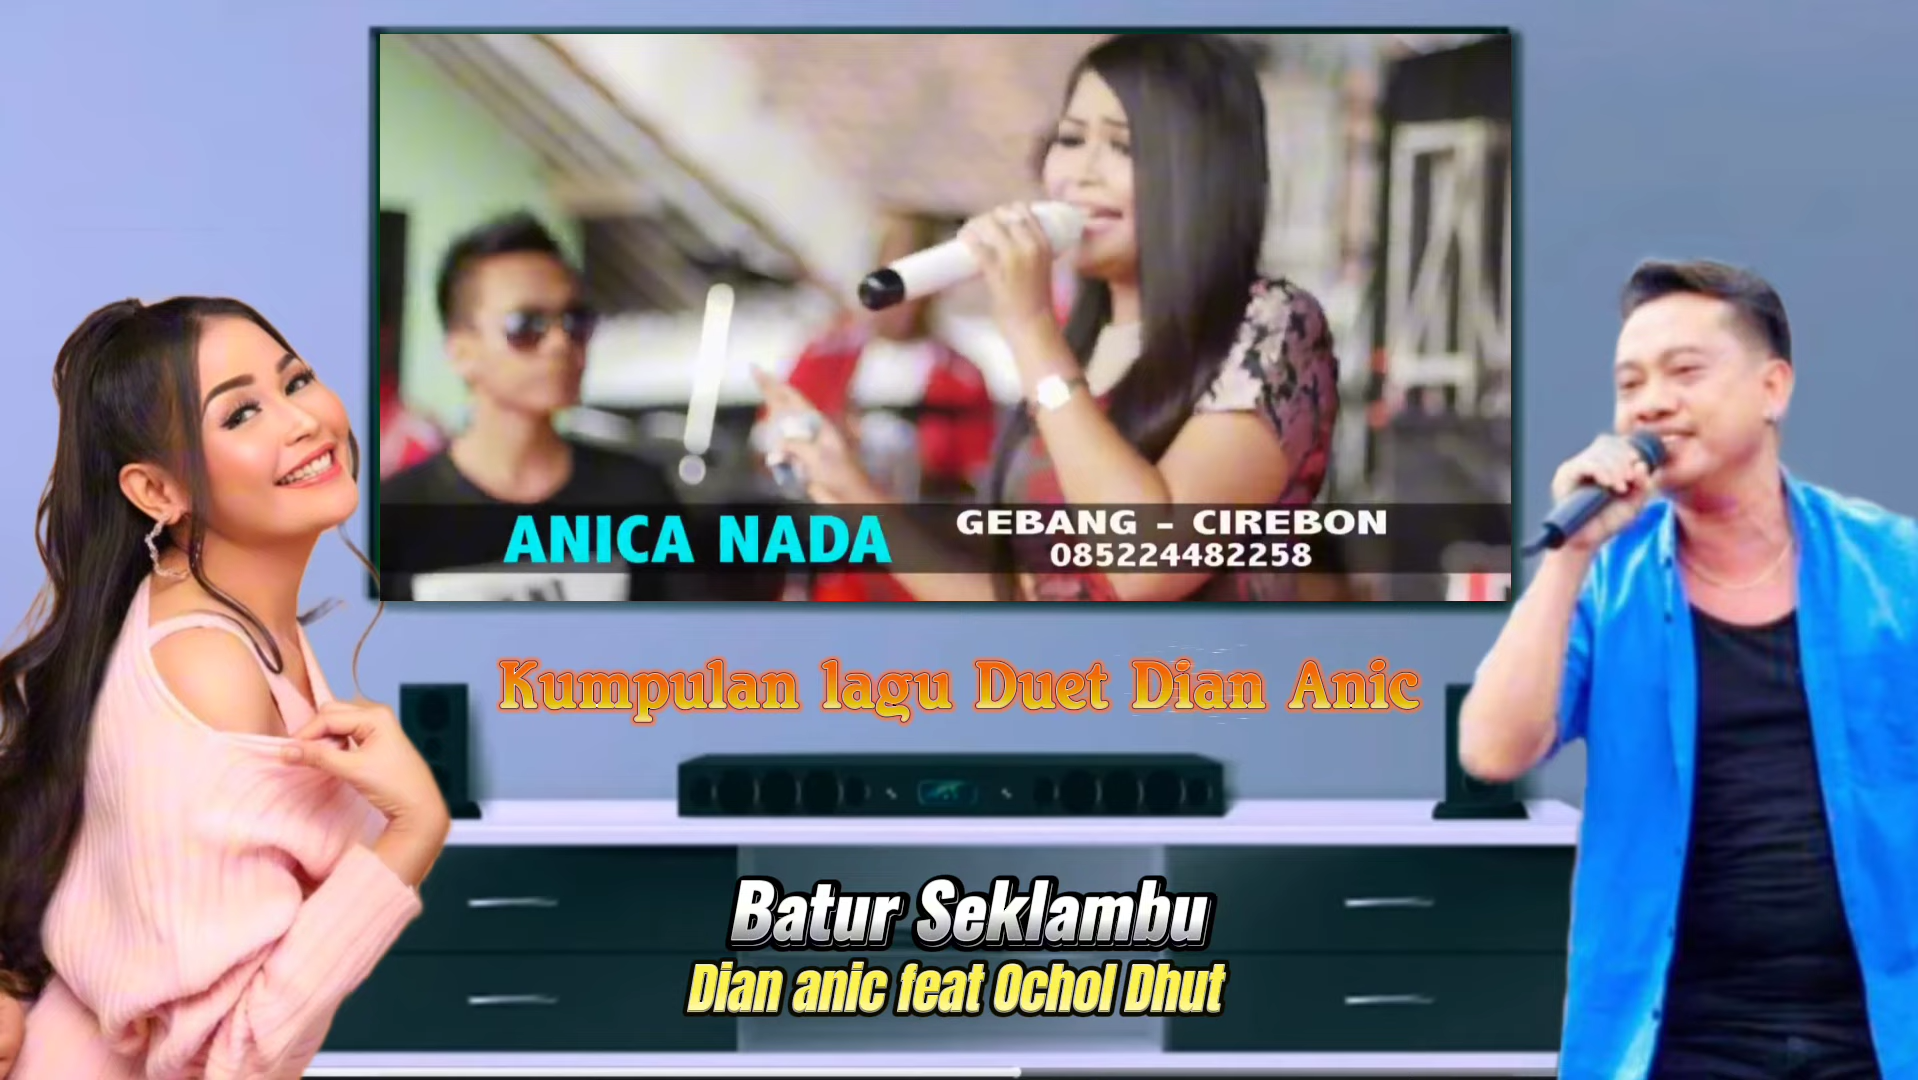 ANICA NADA
GEBANG - CIREBON
085224482258
Kumpulan lagu Duet Dian Anic
Batur Seklambu
Dian anic feat Ochol Dhut